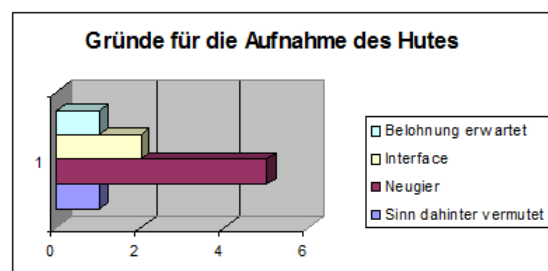 Gründe für die Aufnahme des Hutes
1
0 2 4 6
Belohnung erwartet
Interface
Neugier
Sinn dahinter vermutet